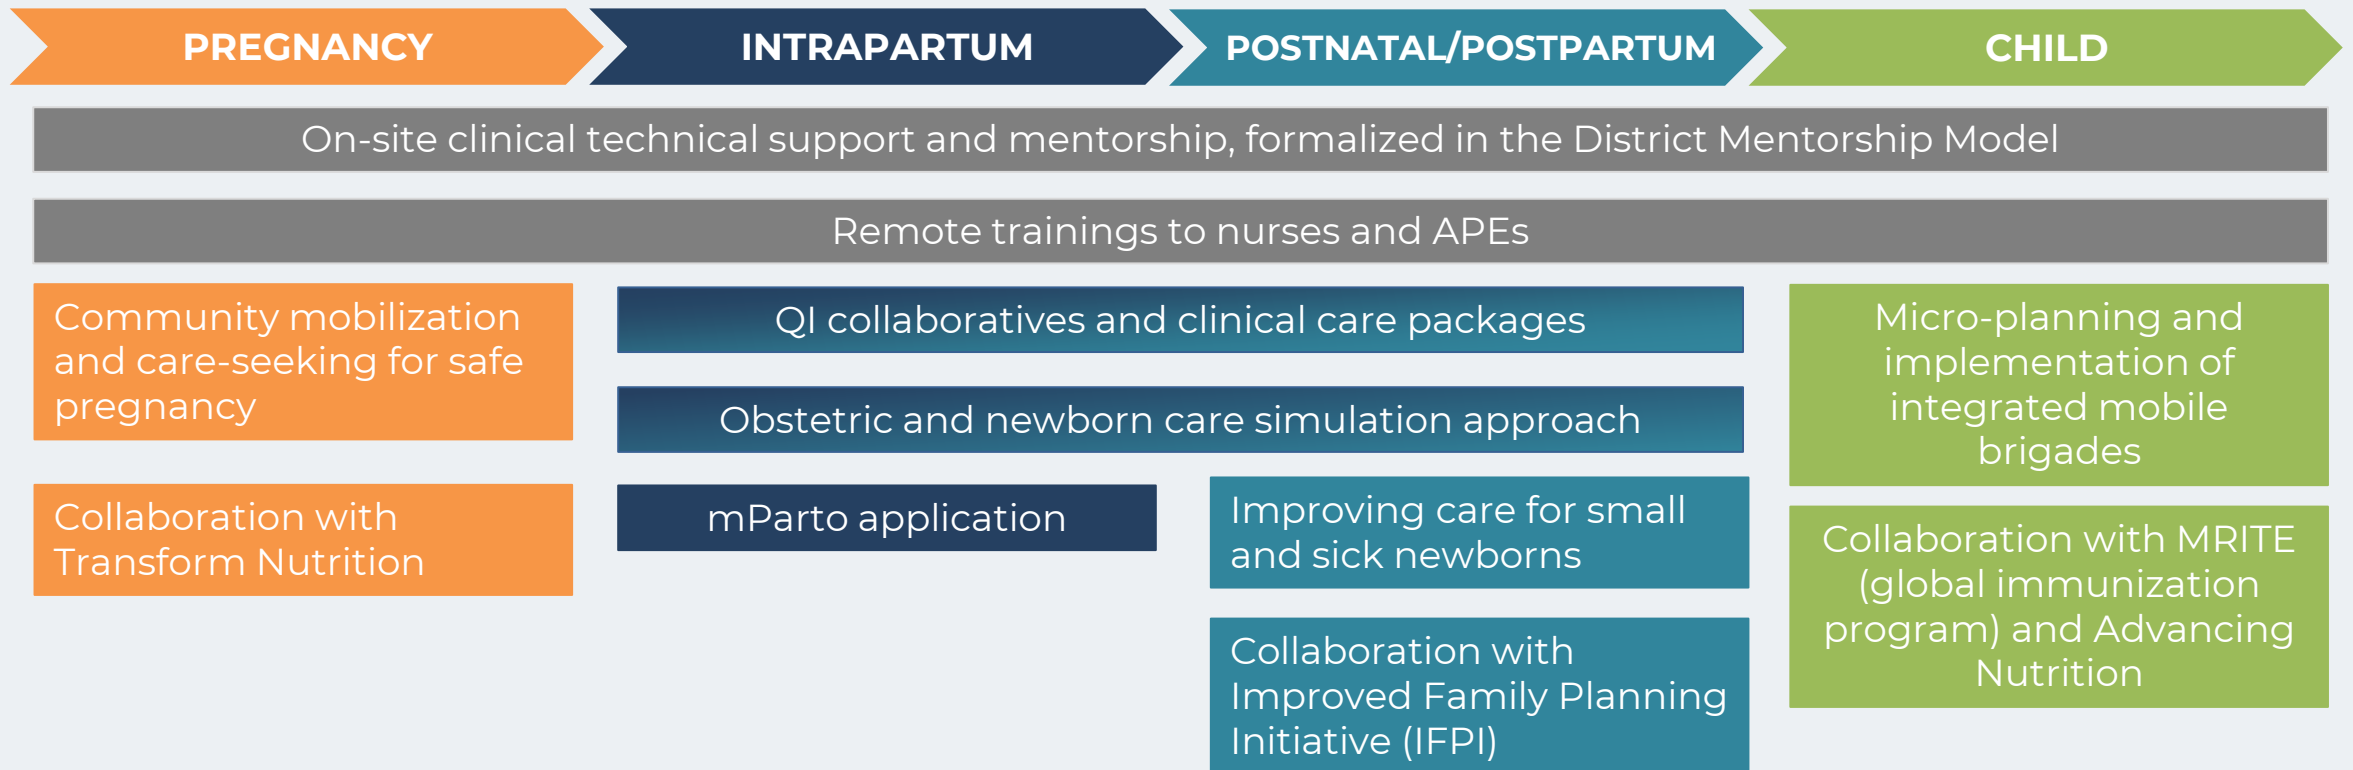 PREGNANCY
INTRAPARTUM
POSTNATAL/POSTPARTUM
CHILD
On-site clinical technical support and mentorship, formalized in the District Mentorship Model
Remote trainings to nurses and APEs
Community mobilization
and care-seeking for safe
pregnancy
Collaboration with
Transform Nutrition
QI collaboratives and clinical care packages
Obstetric and newborn care simulation approach
mParto application
Improving care for small
and sick newborns
Collaboration with
Improved Family Planning
Initiative (IFPI)
Micro-planning and
implementation of
integrated mobile
brigades
Collaboration with MRITE
(global immunization
program) and Advancing
Nutrition